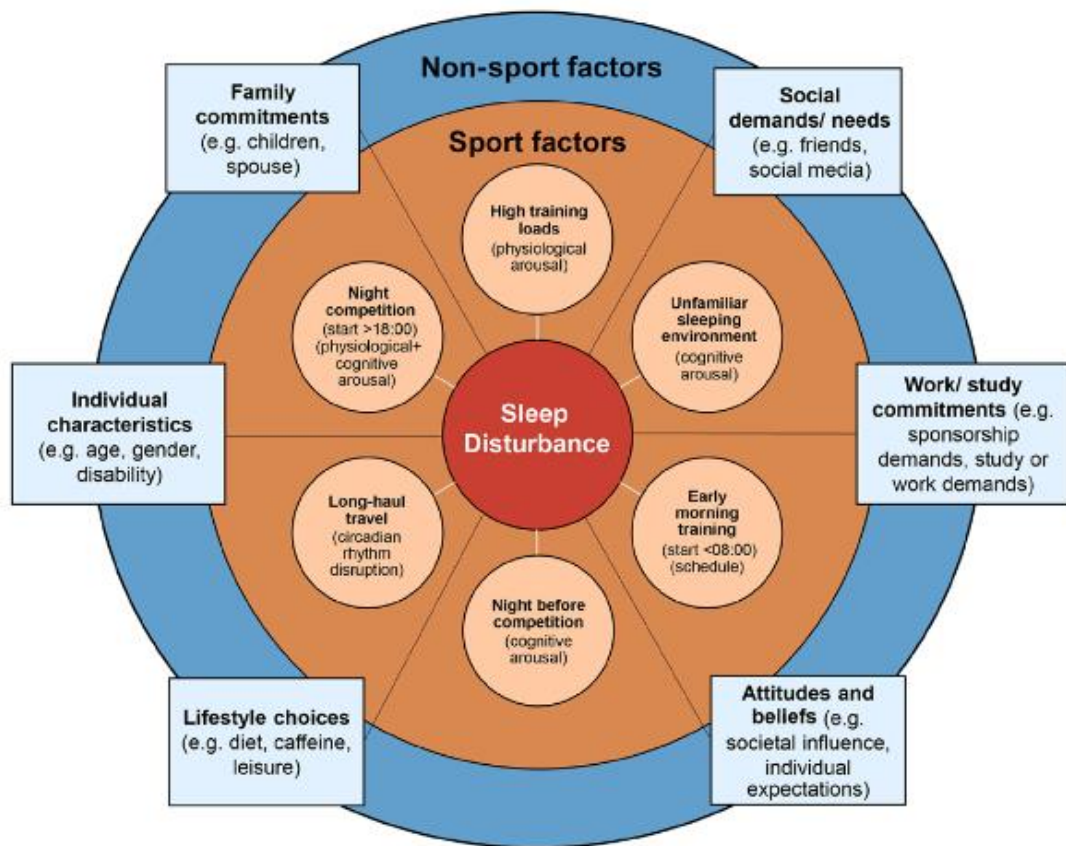 Non-sport factors
Family
commitments
(e.g. children,
spouse)
Social
demands/ needs
(e.g. friends,
social media)
Sport factors
High training
loads
(physiological
arousal)
Night
competition
(start >18:00)
(physiological+
cognitive
arousal)
Unfamiliar
sleeping
environment
(cognitive
arousal)
Individual
characteristics
(e.g. age, gender,
disability)
Sleep
Disturbance
Work/ study
commitments (e.g.
sponsorship
demands, study or
work demands)
Long-haul
travel
(circadian
rhythm
disruption)
Early
morning
training
(start <08:00)
(schedule)
Night before
competition
(cognitive
arousal)
Lifestyle choices
(e.g. diet, caffeine,
leisure)
Attitudes and
beliefs (e.g.
societal influence,
individual
expectations)